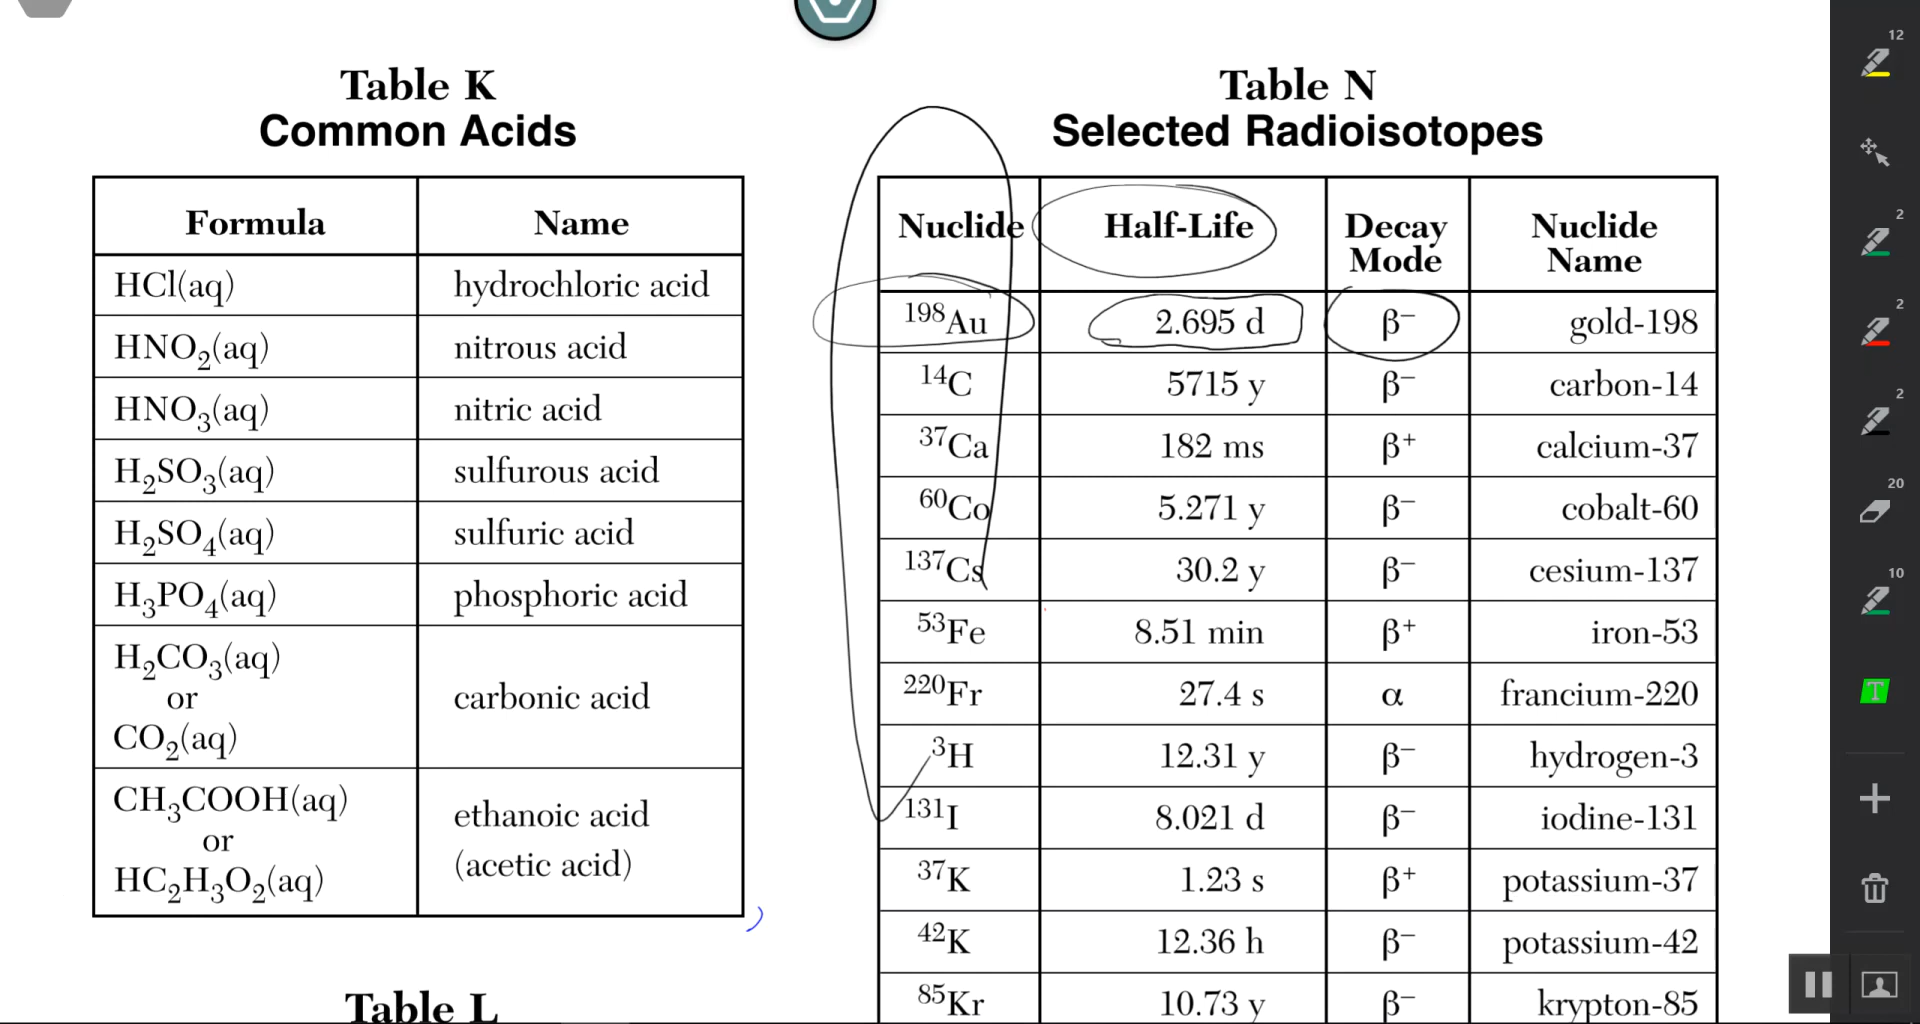 Table K
Common Acids
Formula Name
HCl(aq) hydrochloric acid
HNO₂(aq) nitrous acid
HNO₃(aq) nitric acid
H₂SO₃(aq) sulfurous acid
H₂SO₄(aq) sulfuric acid
H₃PO₄(aq) phosphoric acid
H₂CO₃(aq)
or
CO₂(aq)
carbonic acid
CH₃COOH(aq)
or
HC₂H₃O₂(aq)
ethanoic acid
(acetic acid)
Table L
Table N
Selected Radioisotopes
Nuclide Half-Life Decay Mode Nuclide Name
¹⁹⁸Au 2.695 d β⁻ gold-198
¹⁴C 5715 y β⁻ carbon-14
³⁷Ca 182 ms β⁺ calcium-37
⁶⁰Co 5.271 y β⁻ cobalt-60
¹³⁷Cs 30.2 y β⁻ cesium-137
⁵³Fe 8.51 min β⁺ iron-53
²²⁰Fr 27.4 s α francium-220
³H 12.31 y β⁻ hydrogen-3
¹³¹I 8.021 d β⁻ iodine-131
³⁷K 1.23 s β⁺ potassium-37
⁴²K 12.36 h β⁻ potassium-42
⁸⁵Kr 10.73 y β⁻ krypton-85
12
2
2
2
20
10
T